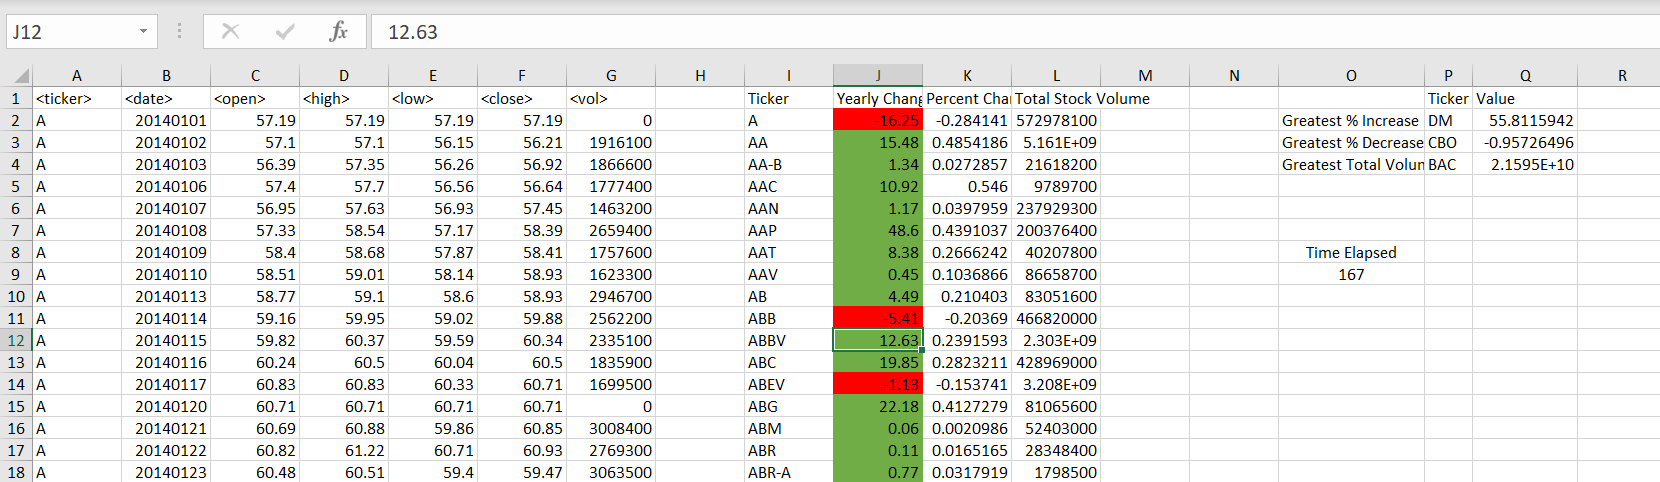 J12 fx 12.63
A B C D E F G H I J K L M N O P Q R
1 <ticker> <date> <open> <high> <low> <close> <vol> Ticker Yearly Chang Percent Cha Total Stock Volume Ticker Value
2 A 20140101 57.19 57.19 57.19 57.19 0 A -16.25 -0.284141 572978100 Greatest % Increase DM 55.8115942
3 A 20140102 57.1 57.1 56.15 56.21 1916100 AA 15.48 0.4854186 5.161E+09 Greatest % Decrease CBO -0.95726496
4 A 20140103 56.39 57.35 56.26 56.92 1866600 AA-B 1.34 0.0272857 21618200 Greatest Total Volun BAC 2.1595E+10
5 A 20140106 57.4 57.7 56.56 56.64 1777400 AAC 10.92 0.546 9789700
6 A 20140107 56.95 57.63 56.93 57.45 1463200 AAN 1.17 0.0397959 237929300
7 A 20140108 57.33 58.54 57.17 58.39 2659400 AAP 48.6 0.4391037 200376400
8 A 20140109 58.4 58.68 57.87 58.41 1757600 AAT 8.38 0.2666242 40207800 Time Elapsed
9 A 20140110 58.51 59.01 58.14 58.93 1623300 AAV 0.45 0.1036866 86658700 167
10 A 20140113 58.77 59.1 58.6 58.93 2946700 AB 4.49 0.210403 83051600
11 A 20140114 59.16 59.95 59.02 59.88 2562200 ABB -5.41 -0.20369 466820000
12 A 20140115 59.82 60.37 59.59 60.34 2335100 ABBV 12.63 0.2391593 2.303E+09
13 A 20140116 60.24 60.5 60.04 60.5 1835900 ABC 19.85 0.2823211 428969000
14 A 20140117 60.83 60.83 60.33 60.71 1699500 ABEV -1.13 -0.153741 3.208E+09
15 A 20140120 60.71 60.71 60.71 60.71 0 ABG 22.18 0.4127279 81065600
16 A 20140121 60.69 60.88 59.86 60.85 3008400 ABM 0.06 0.0020986 52403000
17 A 20140122 60.82 61.22 60.71 60.93 2769300 ABR 0.11 0.0165165 28348400
18 A 20140123 60.48 60.51 59.4 59.47 3063500 ABR-A 0.77 0.0317919 1798500